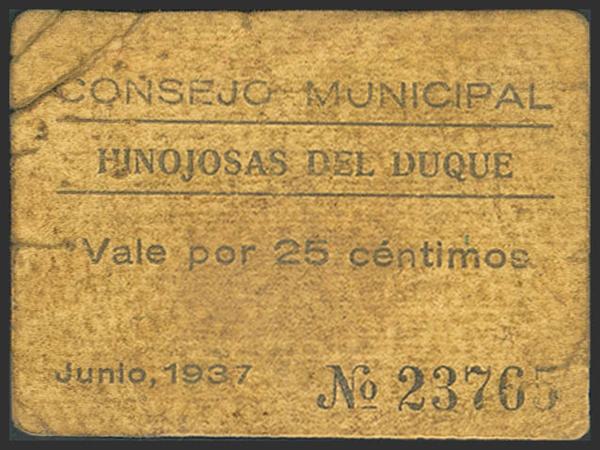 CONSEJO MUNICIPAL
HINOJOSAS DEL DUQUE
Vale por 25 céntimos
Junio, 1937
№ 23765